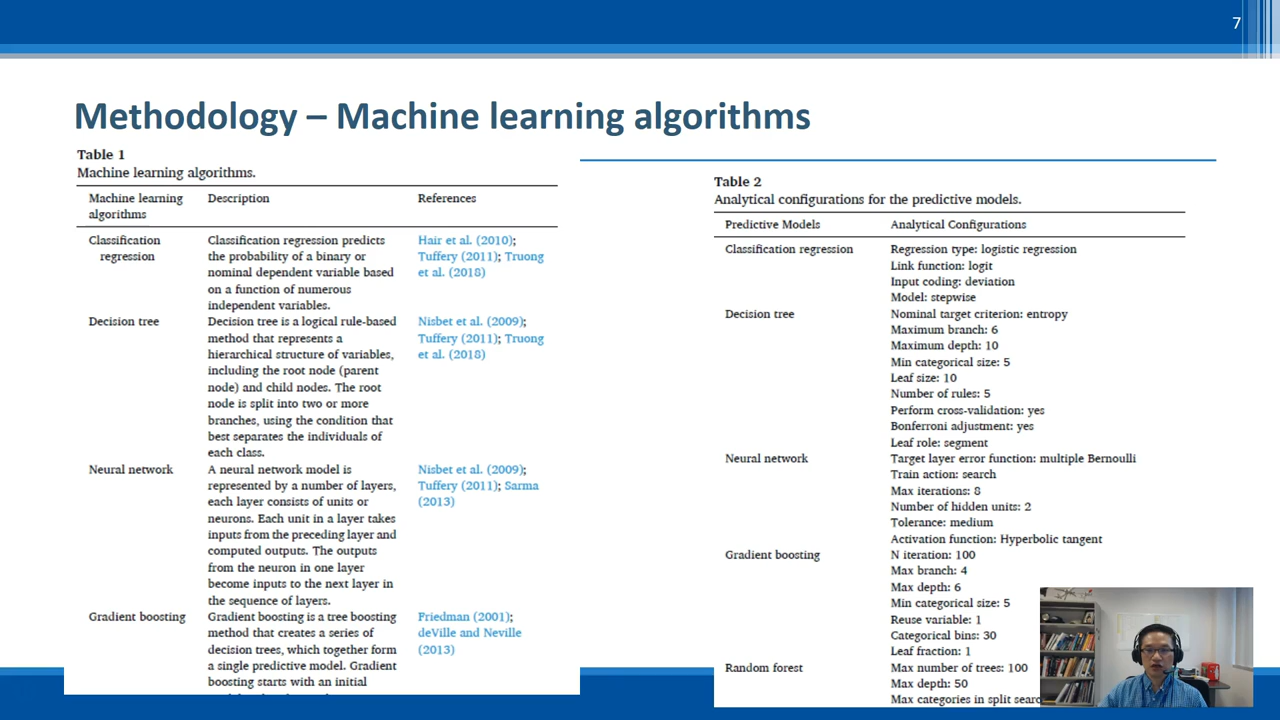 7
Methodology – Machine learning algorithms
Table 1
Machine learning algorithms.
Machine learning algorithms Description References
Classification regression
Classification regression predicts
the probability of a binary or
nominal dependent variable based
on a function of numerous
independent variables.
Hair et al. (2010);
Tuffery (2011); Truong
et al. (2018)
Decision tree
Decision tree is a logical rule-based
method that represents a
hierarchical structure of variables,
including the root node (parent
node) and child nodes. The root
node is split into two or more
branches, using the condition that
best separates the individuals of
each class.
Nisbet et al. (2009);
Tuffery (2011); Truong
et al. (2018)
Neural network
A neural network model is
represented by a number of layers,
each layer consists of units or
neurons. Each unit in a layer takes
inputs from the preceding layer and
computed outputs. The outputs
from the neuron in one layer
become inputs to the next layer in
the sequence of layers.
Nisbet et al. (2009);
Tuffery (2011); Sarma
(2013)
Gradient boosting
Gradient boosting is a tree boosting
method that creates a series of
decision trees, which together form
a single predictive model. Gradient
boosting starts with an initial
Friedman (2001);
deVille and Neville
(2013)
Table 2
Analytical configurations for the predictive models.
Predictive Models Analytical Configurations
Classification regression Regression type: logistic regression
Link function: logit
Input coding: deviation
Model: stepwise
Decision tree Nominal target criterion: entropy
Maximum branch: 6
Maximum depth: 10
Min categorical size: 5
Leaf size: 10
Number of rules: 5
Perform cross-validation: yes
Bonferroni adjustment: yes
Leaf role: segment
Neural network Target layer error function: multiple Bernoulli
Train action: search
Max iterations: 8
Number of hidden units: 2
Tolerance: medium
Activation function: Hyperbolic tangent
Gradient boosting N iteration: 100
Max branch: 4
Max depth: 6
Min categorical size: 5
Reuse variable: 1
Categorical bins: 30
Leaf fraction: 1
Random forest Max number of trees: 100
Max depth: 50
Max categories in split